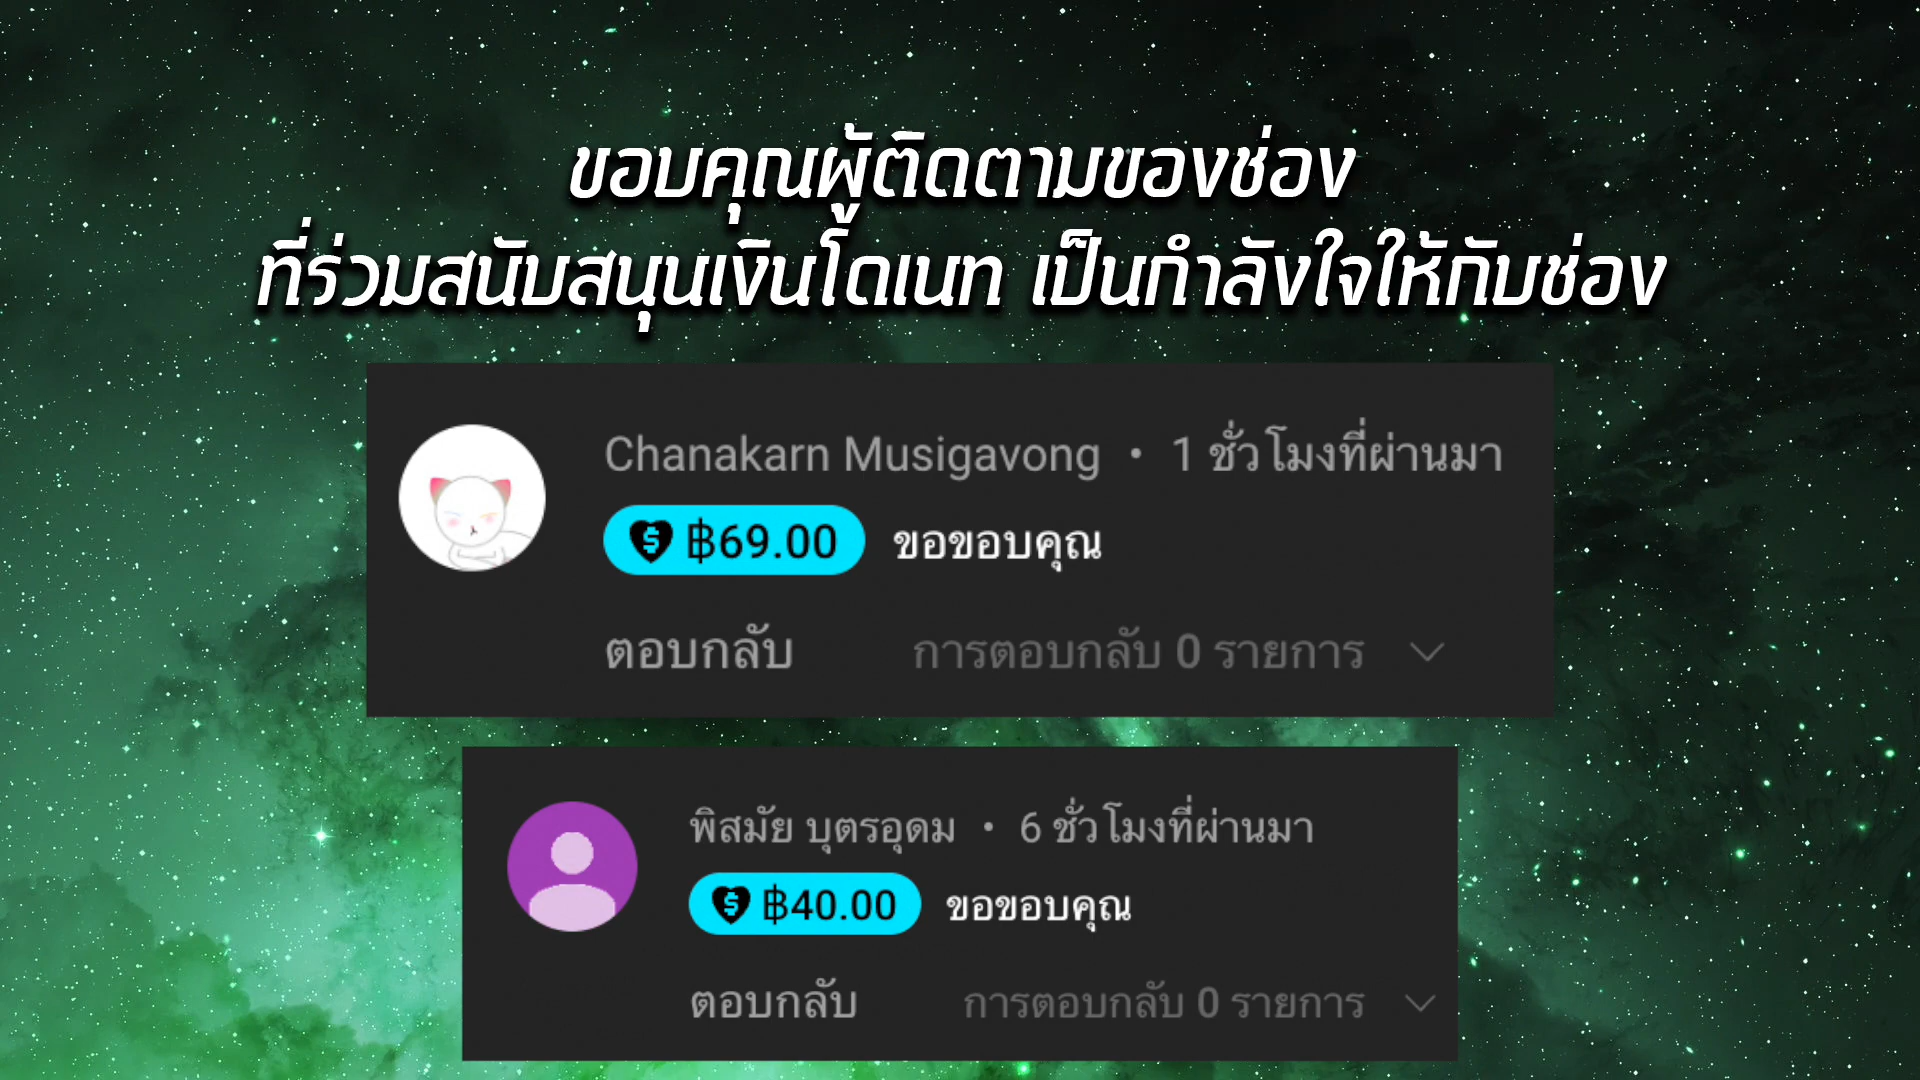 ขอบคุณผู้ติดตามของช่อง
ที่ร่วมสนับสนุนเงินโดเนท เป็นกำลังใจให้กับช่อง
Chanakarn Musigavong • 1 ชั่วโมงที่ผ่านมา
฿69.00 ขอขอบคุณ
ตอบกลับ การตอบกลับ 0 รายการ
พิสมัย บุตรอุดม • 6 ชั่วโมงที่ผ่านมา
฿40.00 ขอขอบคุณ
ตอบกลับ การตอบกลับ 0 รายการ